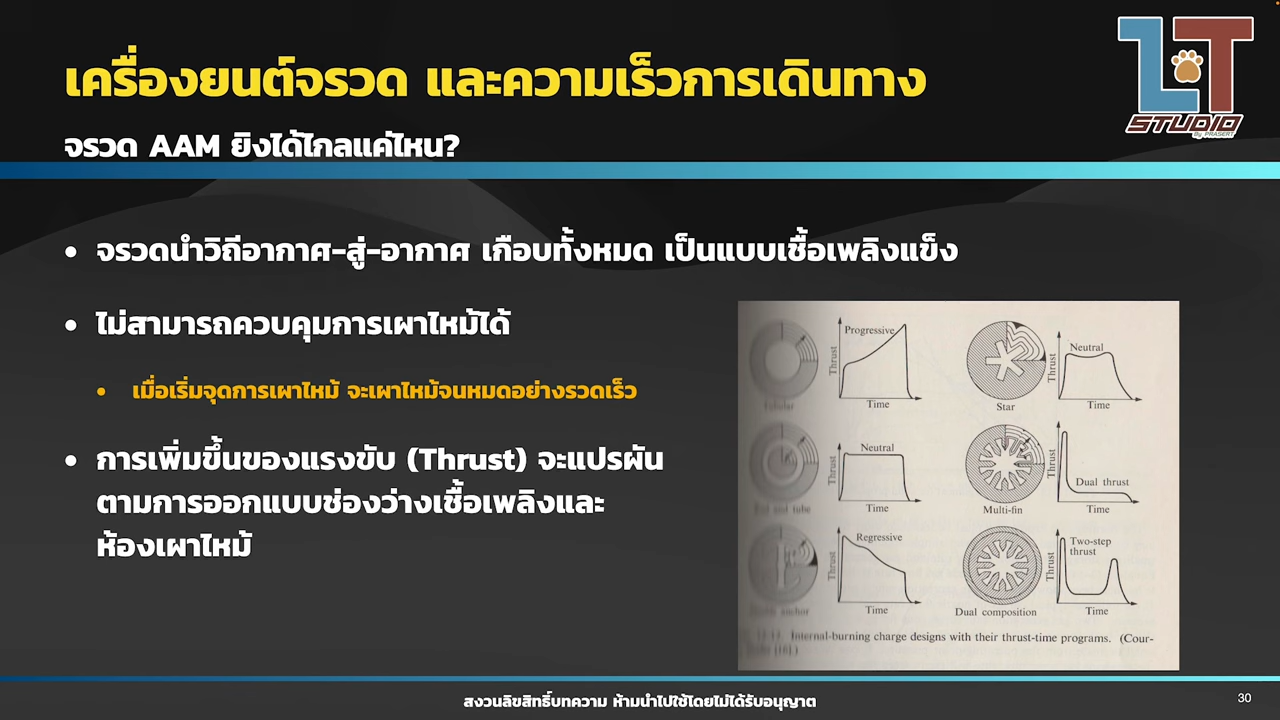 เครื่องยนต์จรวด และความเร็วการเดินทาง
LT
STUDIO
By PRASERT
จรวด AAM ยิงได้ไกลแค่ไหน?
• จรวดนำวิถีอากาศ-สู่-อากาศ เกือบทั้งหมด เป็นแบบเชื้อเพลิงแข็ง
• ไม่สามารถควบคุมการเผาไหม้ได้
• เมื่อเริ่มจุดการเผาไหม้ จะเผาไหม้จนหมดอย่างรวดเร็ว
• การเพิ่มขึ้นของแรงขับ (Thrust) จะแปรผัน
ตามการออกแบบช่องว่างเชื้อเพลิงและ
ห้องเผาไหม้
Thrust
Progressive
Time
Tubular
Thrust
Neutral
Time
Star
Thrust
Neutral
Time
Rod and tube
Thrust
Dual thrust
Time
Multi-fin
Thrust
Regressive
Time
Double anchor
Thrust
Two-step
thrust
Time
Dual composition
Internal-burning charge designs with their thrust-time programs. (Cour-
[16].)
สงวนลิขสิทธิ์บทความ ห้ามนำไปใช้โดยไม่ได้รับอนุญาต
30